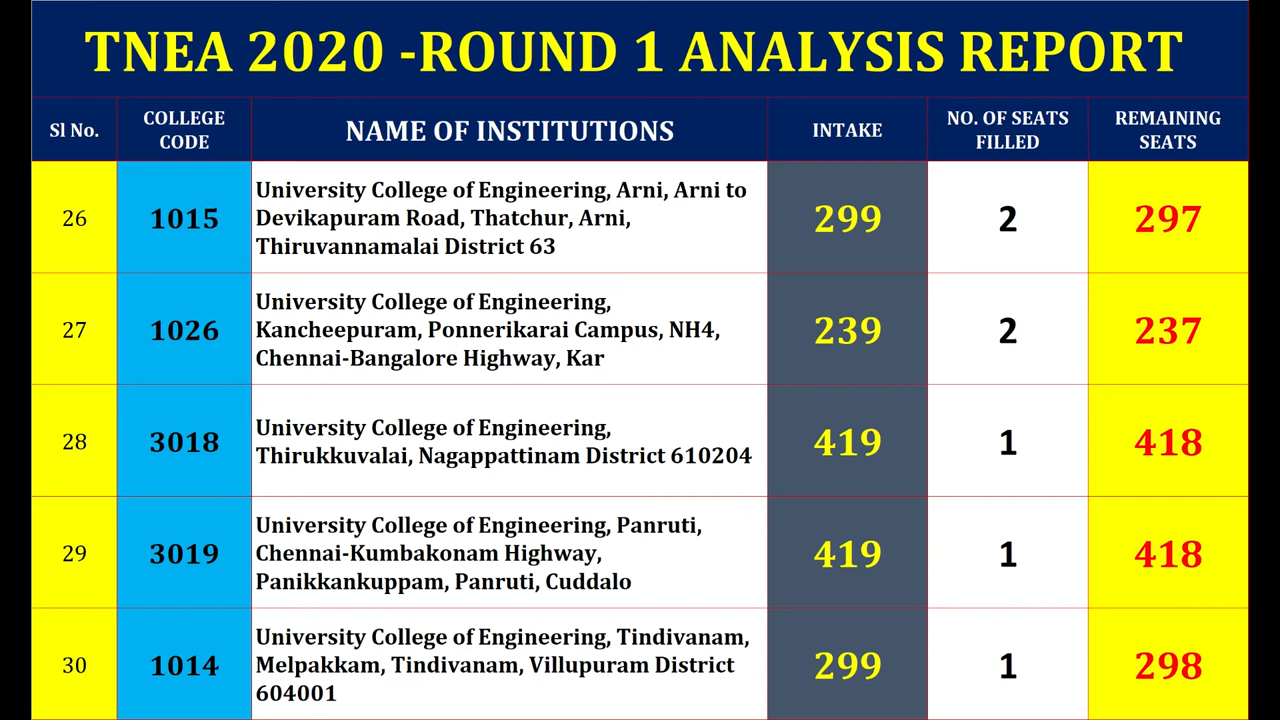 TNEA 2020 -ROUND 1 ANALYSIS REPORT
Sl No.
COLLEGE
CODE
NAME OF INSTITUTIONS
INTAKE
NO. OF SEATS
FILLED
REMAINING
SEATS
26
1015
University College of Engineering, Arni, Arni to
Devikapuram Road, Thatchur, Arni,
Thiruvannamalai District 63
299
2
297
27
1026
University College of Engineering,
Kancheepuram, Ponnerikarai Campus, NH4,
Chennai-Bangalore Highway, Kar
239
2
237
28
3018
University College of Engineering,
Thirukkuvalai, Nagappattinam District 610204
419
1
418
29
3019
University College of Engineering, Panruti,
Chennai-Kumbakonam Highway,
Panikkankuppam, Panruti, Cuddalo
419
1
418
30
1014
University College of Engineering, Tindivanam,
Melpakkam, Tindivanam, Villupuram District
604001
299
1
298